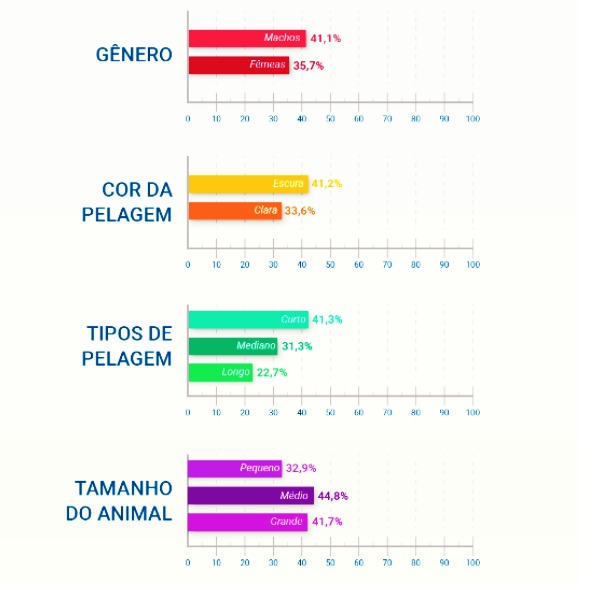 GÊNERO
Machos 41,1%
Fêmeas 35,7%
0 10 20 30 40 50 60 70 80 90 100
COR DA
PELAGEM
Escura 41,2%
Clara 33,6%
0 10 20 30 40 50 60 70 80 90 100
TIPOS DE
PELAGEM
Curto 41,3%
Mediano 31,3%
Longo 22,7%
0 10 20 30 40 50 60 70 80 90 100
TAMANHO
DO ANIMAL
Pequeno 32,9%
Médio 44,8%
Grande 41,7%
0 10 20 30 40 50 60 70 80 90 100